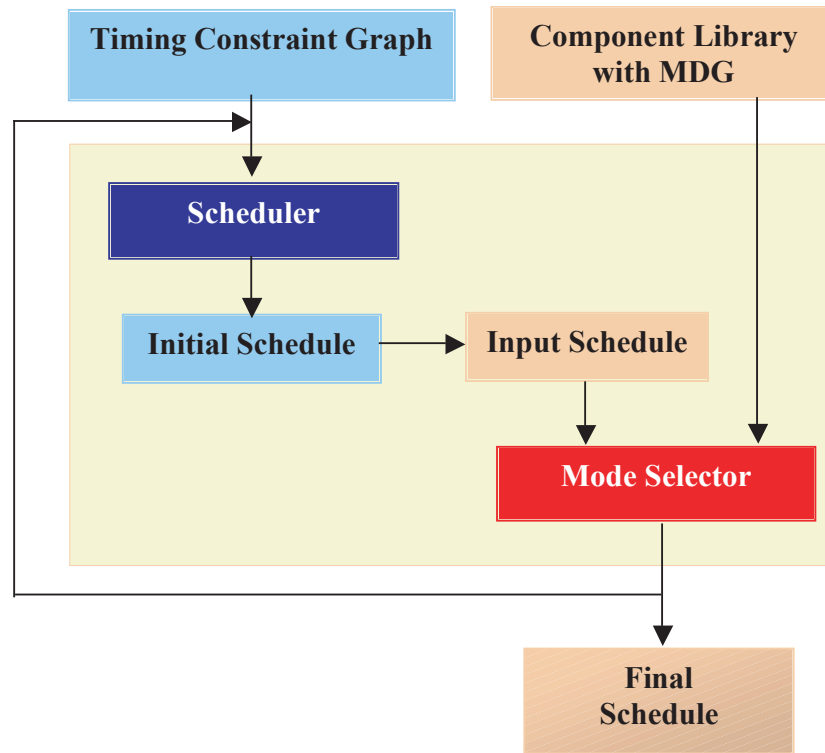 Timing Constraint Graph
Component Library
with MDG
Scheduler
Initial Schedule
Input Schedule
Mode Selector
Final
Schedule